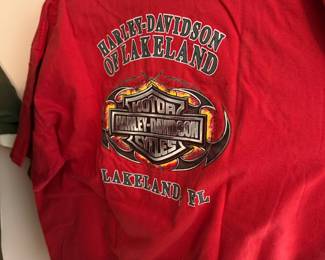 HARLEY-DAVIDSON
OF LAKELAND
MOTOR
HARLEY-DAVIDSON
CYCLES
LAKELAND, FL